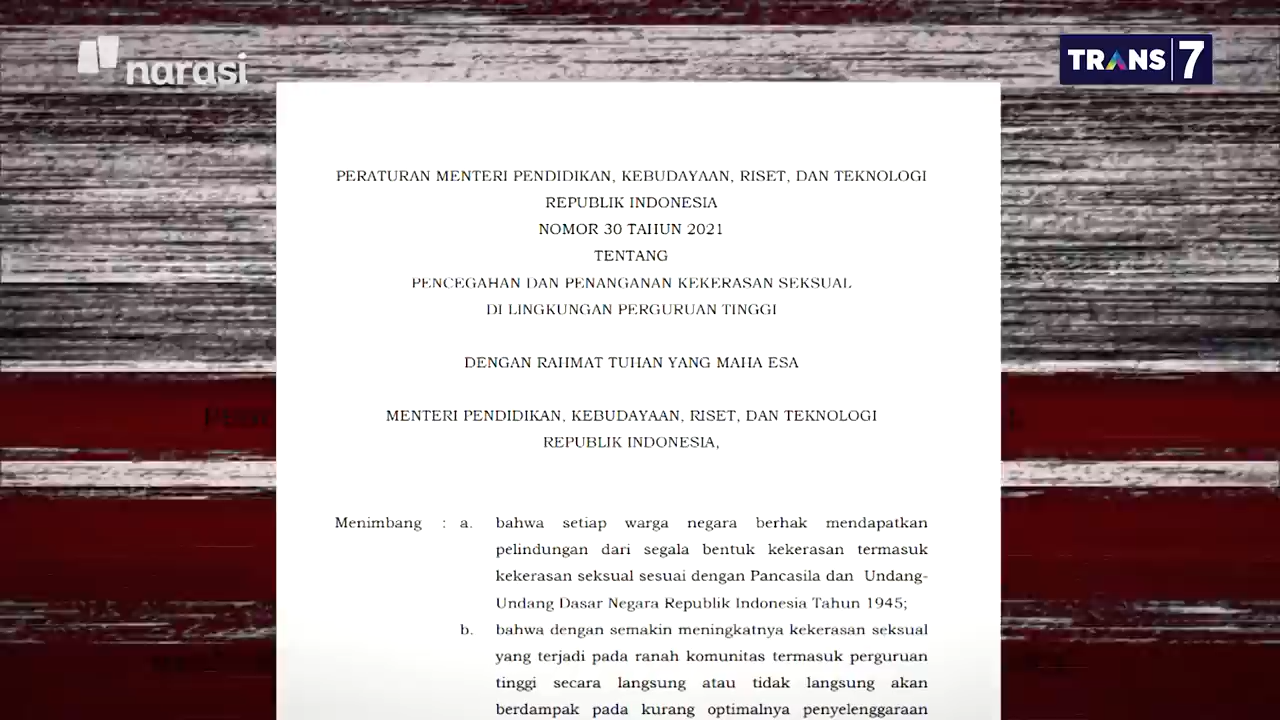 narasi
TRANS 7
PERATURAN MENTERI PENDIDIKAN, KEBUDAYAAN, RISET, DAN TEKNOLOGI
REPUBLIK INDONESIA
NOMOR 30 TAHUN 2021
TENTANG
PENCEGAHAN DAN PENANGANAN KEKERASAN SEKSUAL
DI LINGKUNGAN PERGURUAN TINGGI
DENGAN RAHMAT TUHAN YANG MAHA ESA
MENTERI PENDIDIKAN, KEBUDAYAAN, RISET, DAN TEKNOLOGI
REPUBLIK INDONESIA,
Menimbang : a. bahwa setiap warga negara berhak mendapatkan
pelindungan dari segala bentuk kekerasan termasuk
kekerasan seksual sesuai dengan Pancasila dan Undang-
Undang Dasar Negara Republik Indonesia Tahun 1945;
b. bahwa dengan semakin meningkatnya kekerasan seksual
yang terjadi pada ranah komunitas termasuk perguruan
tinggi secara langsung atau tidak langsung akan
berdampak pada kurang optimalnya penyelenggaraan